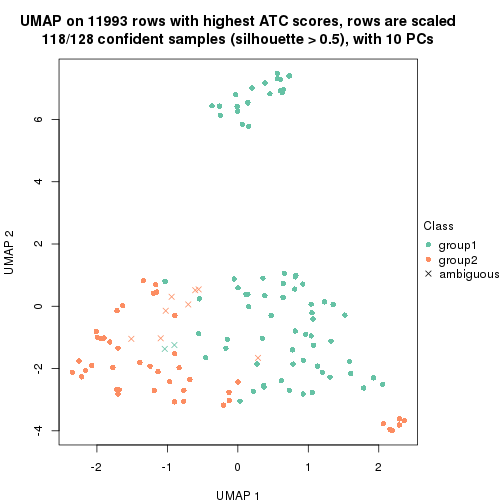 UMAP on 11993 rows with highest ATC scores, rows are scaled
118/128 confident samples (silhouette > 0.5), with 10 PCs
6
4
2
0
-2
-4
UMAP 2
-2
-1
0
1
2
UMAP 1
Class
group1
group2
ambiguous